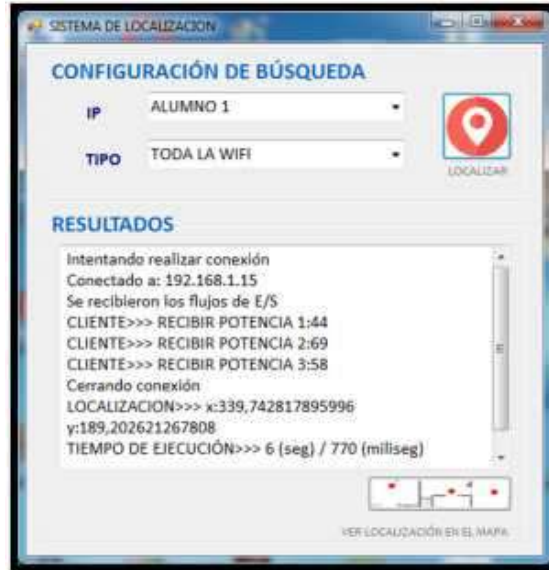 SISTEMA DE LOCALIZACION
CONFIGURACIÓN DE BÚSQUEDA
IP
ALUMNO 1
TIPO
TODA LA WIFI
LOCALIZAR
RESULTADOS
Intentando realizar conexión
Conectado a: 192.168.1.15
Se recibieron los flujos de E/S
CLIENTE>>> RECIBIR POTENCIA 1:44
CLIENTE>>> RECIBIR POTENCIA 2:69
CLIENTE>>> RECIBIR POTENCIA 3:58
Cerrando conexión
LOCALIZACION>>> x:339,742817895996
y:189,202621267808
TIEMPO DE EJECUCIÓN>>> 6 (seg) / 770 (miliseg)
VER LOCALIZACIÓN EN EL MAPA